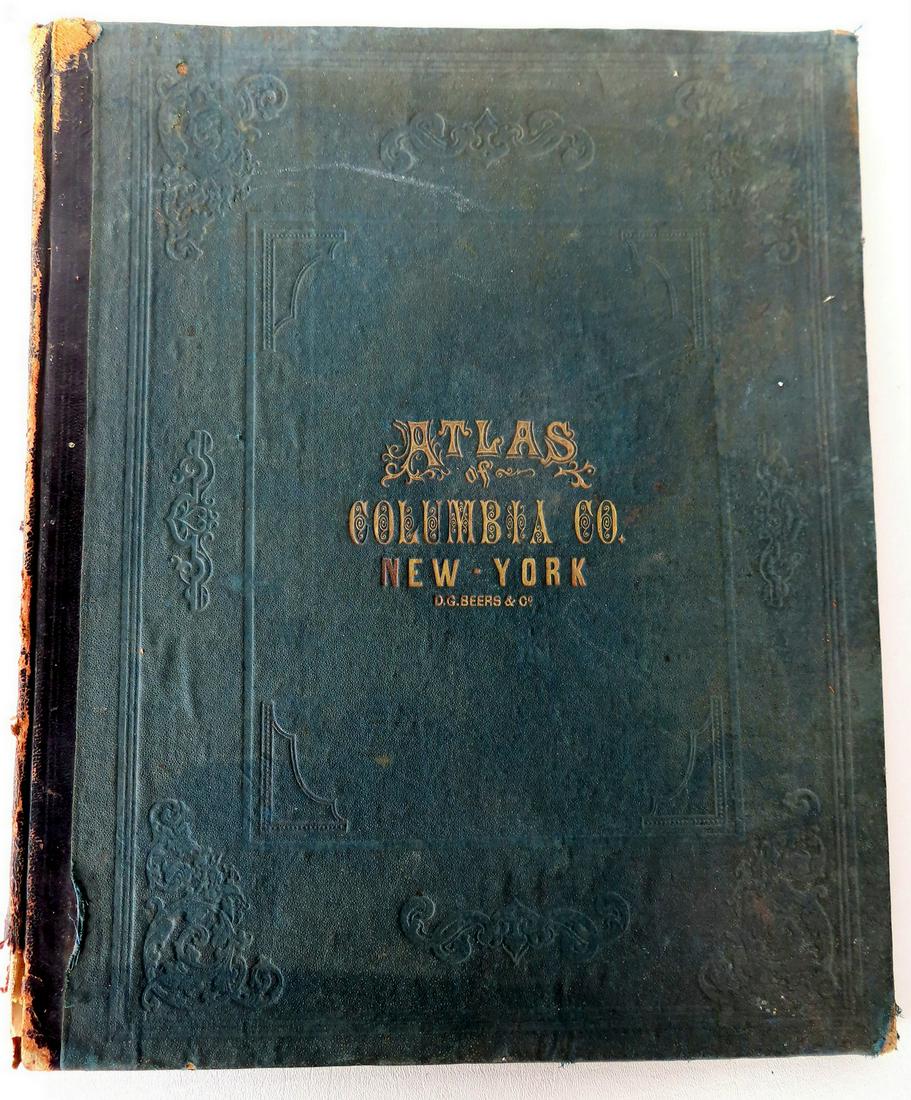 ATLAS
of
COLUMBIA CO.
NEW-YORK
D.G.BEERS & Co